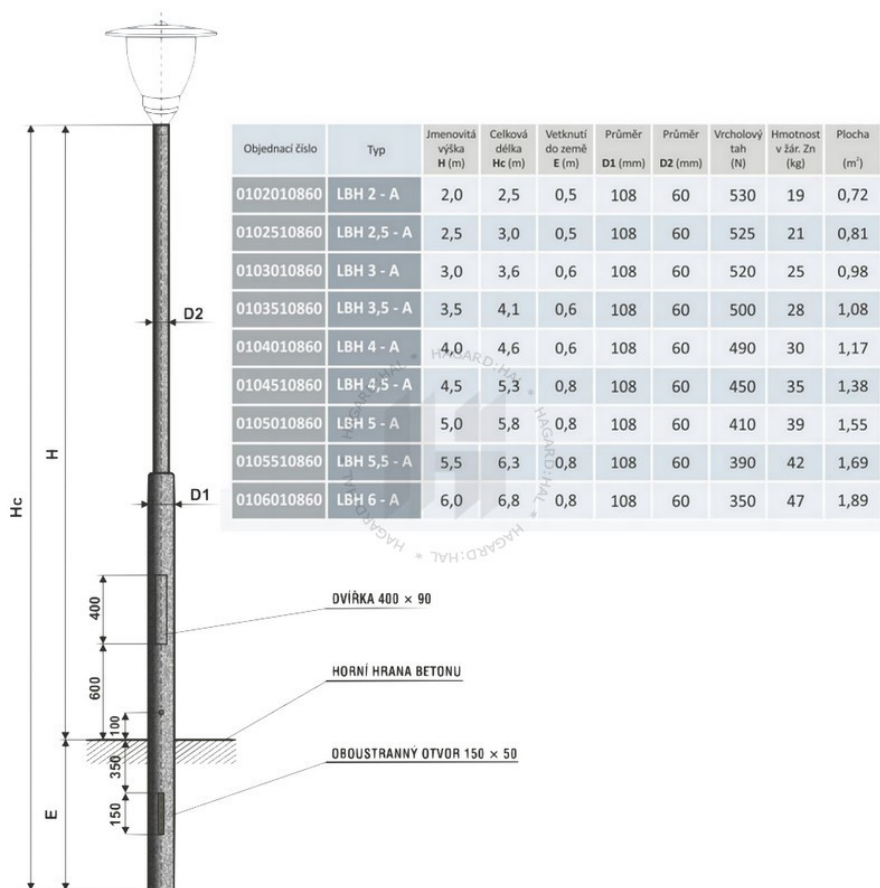 Objednací číslo Typ Jmenovitá výška H (m) Celková délka Hc (m) Vetknutí do země E (m) Průměr D1 (mm) Průměr D2 (mm) Vrcholový tah (N) Hmotnost v žár. Zn (kg) Plocha (m²)
0102010860 LBH 2 - A 2,0 2,5 0,5 108 60 530 19 0,72
0102510860 LBH 2,5 - A 2,5 3,0 0,5 108 60 525 21 0,81
0103010860 LBH 3 - A 3,0 3,6 0,6 108 60 520 25 0,98
0103510860 LBH 3,5 - A 3,5 4,1 0,6 108 60 500 28 1,08
0104010860 LBH 4 - A 4,0 4,6 0,6 108 60 490 30 1,17
0104510860 LBH 4,5 - A 4,5 5,3 0,8 108 60 450 35 1,38
0105010860 LBH 5 - A 5,0 5,8 0,8 108 60 410 39 1,55
0105510860 LBH 5,5 - A 5,5 6,3 0,8 108 60 390 42 1,69
0106010860 LBH 6 - A 6,0 6,8 0,8 108 60 350 47 1,89
HAGARD:HAL * HAGARD:HAL * HAGARD:HAL * HAGARD:HAL *
D2
H
D1
Hc
400
DVÍŘKA 400 × 90
600
HORNÍ HRANA BETONU
100
350
OBOUSTRANNÝ OTVOR 150 × 50
150
E